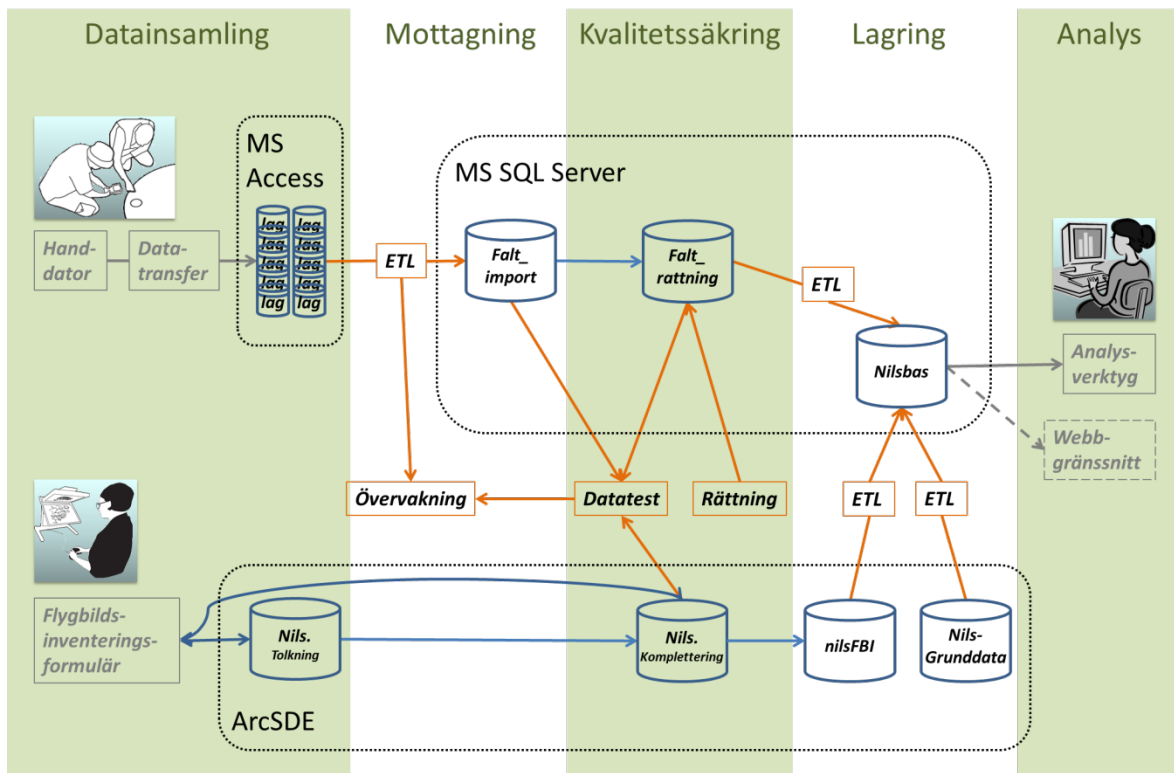 Datainsamling
Mottagning
Kvalitetssäkring
Lagring
Analys
MS
Access
MS SQL Server
lag lag
lag lag
lag lag
lag lag
lag lag
Hand-
dator
Data-
transfer
ETL
Falt_
import
Falt_
rattning
ETL
Nilsbas
Analys-
verktyg
Webb-
gränssnitt
Övervakning
Datatest
Rättning
ETL
ETL
Flygbilds-
inventerings-
formulär
Nils.
Tolkning
Nils.
Komplettering
nilsFBI
Nils-
Grunddata
ArcSDE